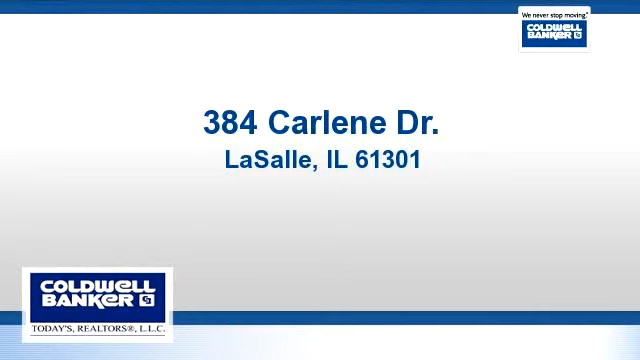 We never stop moving.®
COLDWELL
BANKER
384 Carlene Dr.
LaSalle, IL 61301
COLDWELL
BANKER
TODAY'S, REALTORS®, L.L.C.